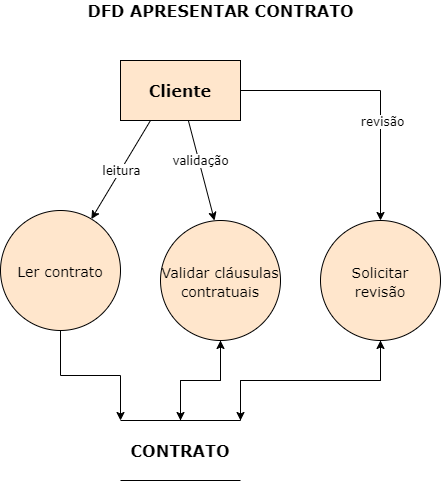 DFD APRESENTAR CONTRATO
Cliente
revisão
validação
leitura
Ler contrato
Validar cláusulas
contratuais
Solicitar
revisão
CONTRATO